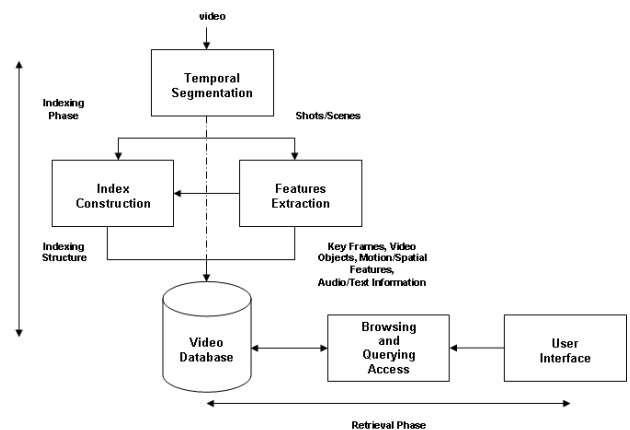 video
Temporal
Segmentation
Indexing
Phase
Shots/Scenes
Index
Construction
Features
Extraction
Indexing
Structure
Key Frames, Video
Objects, Motion/Spatial
Features,
Audio/Text Information
Video
Database
Browsing
and
Querying
Access
User
Interface
Retrieval Phase